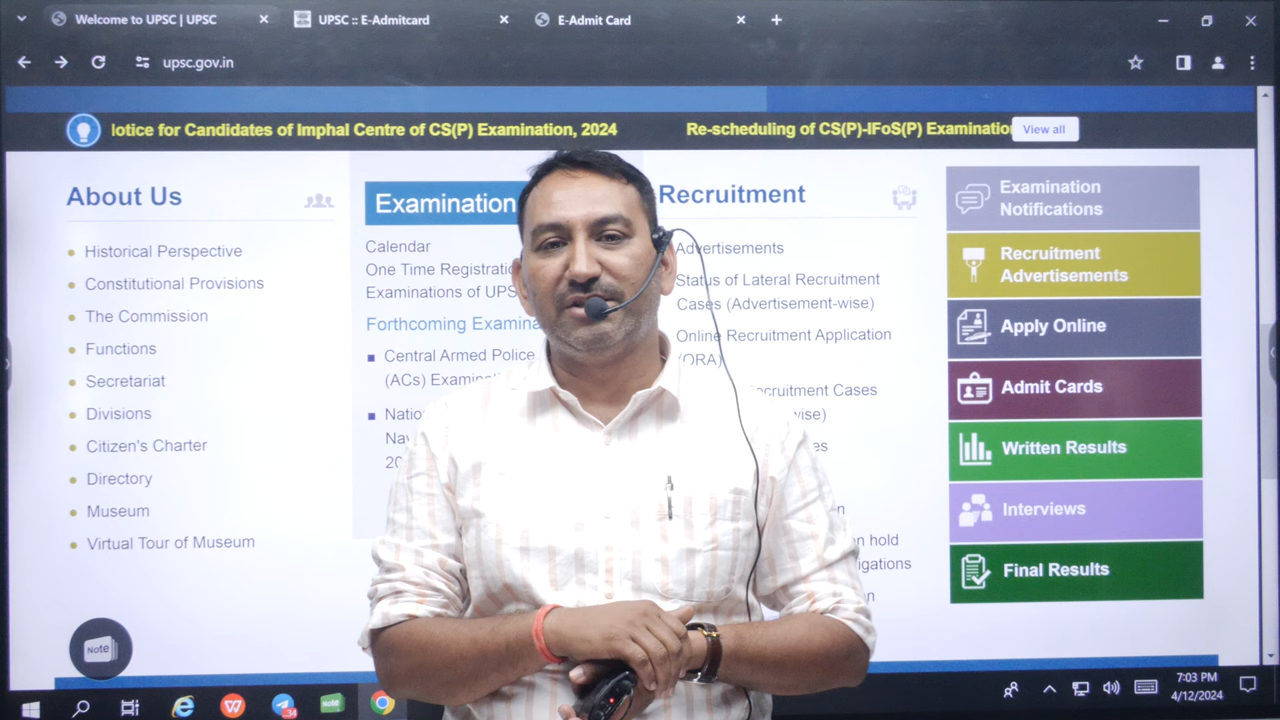 Welcome to UPSC | UPSC
UPSC :: E-Admitcard
E-Admit Card
upsc.gov.in
lotice for Candidates of Imphal Centre of CS(P) Examination, 2024
Re-scheduling of CS(P)-IFoS(P) Examination
View all
About Us
Historical Perspective
Constitutional Provisions
The Commission
Functions
Secretariat
Divisions
Citizen's Charter
Directory
Museum
Virtual Tour of Museum
Note
Examination
Calendar
One Time Registratio
Examinations of UPS
Forthcoming Examina
Central Armed Police
(ACs) Examin
Natio
Nav
20
Recruitment
Advertisements
Status of Lateral Recruitment
Cases (Advertisement-wise)
Online Recruitment Application
(ORA)
ecruitment Cases
wise)
es
n
n hold
igations
n
Examination
Notifications
Recruitment
Advertisements
Apply Online
Admit Cards
Written Results
Interviews
Final Results
34
Note
7:03 PM
4/12/2024